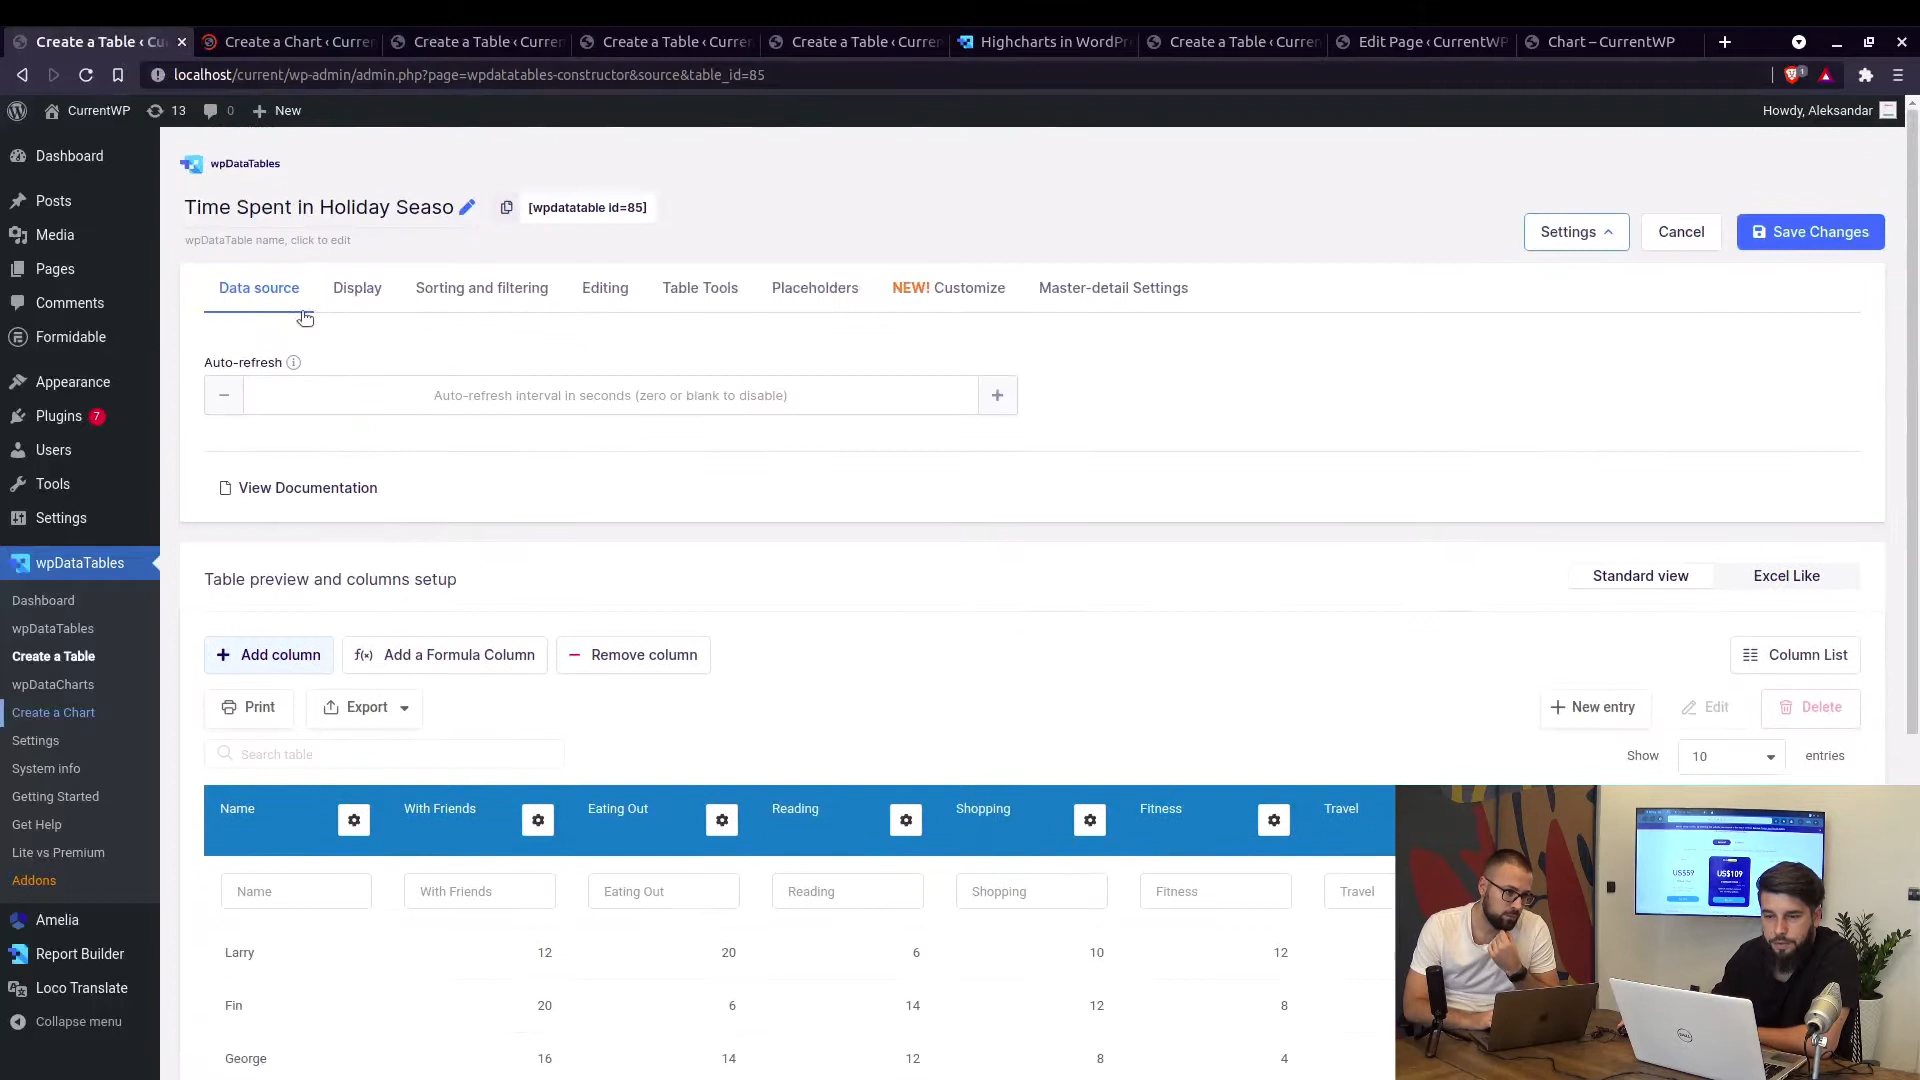 Create a Table ‹ Cu
Create a Chart ‹ Curre
Create a Table ‹ Curre
Create a Table ‹ Curre
Create a Table ‹ Curre
Highcharts in WordPr
Create a Table ‹ Curre
Edit Page ‹ CurrentWP
Chart – CurrentWP
localhost/current/wp-admin/admin.php?page=wpdatatables-constructor&source&table_id=85
CurrentWP
13
0
New
Howdy, Aleksandar
Dashboard
Posts
Media
Pages
Comments
Formidable
Appearance
Plugins 7
Users
Tools
Settings
wpDataTables
Dashboard
wpDataTables
Create a Table
wpDataCharts
Create a Chart
Settings
System info
Getting Started
Get Help
Lite vs Premium
Addons
Amelia
Report Builder
Loco Translate
Collapse menu
wpDataTables
Time Spent in Holiday Seaso
[wpdatatable id=85]
wpDataTable name, click to edit
Settings
Cancel
Save Changes
Data source
Display
Sorting and filtering
Editing
Table Tools
Placeholders
NEW! Customize
Master-detail Settings
Auto-refresh
Auto-refresh interval in seconds (zero or blank to disable)
View Documentation
Table preview and columns setup
Standard view
Excel Like
Add column
f(x) Add a Formula Column
Remove column
Column List
Print
Export
New entry
Edit
Delete
Search table
Show 10 entries
Name With Friends Eating Out Reading Shopping Fitness Travel
Name With Friends Eating Out Reading Shopping Fitness Travel
Larry 12 20 6 10 12
Fin 20 6 14 12 8
George 16 14 12 8 4
US$59
US$109
DELL